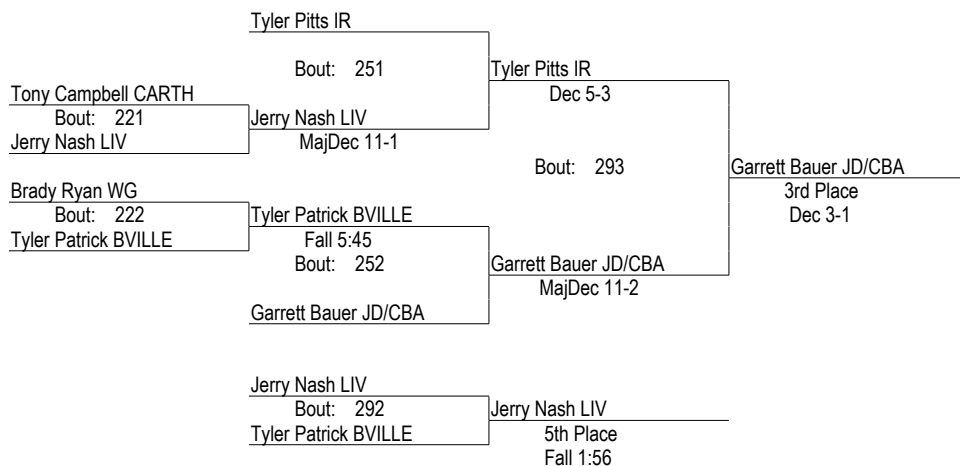 Tyler Pitts IR
Bout: 251
Tyler Pitts IR
Dec 5-3
Tony Campbell CARTH
Bout: 221
Jerry Nash LIV
Jerry Nash LIV
MajDec 11-1
Bout: 293
Garrett Bauer JD/CBA
3rd Place
Dec 3-1
Brady Ryan WG
Bout: 222
Tyler Patrick BVILLE
Tyler Patrick BVILLE
Fall 5:45
Bout: 252
Garrett Bauer JD/CBA
MajDec 11-2
Garrett Bauer JD/CBA
Jerry Nash LIV
Bout: 292
Tyler Patrick BVILLE
Jerry Nash LIV
5th Place
Fall 1:56